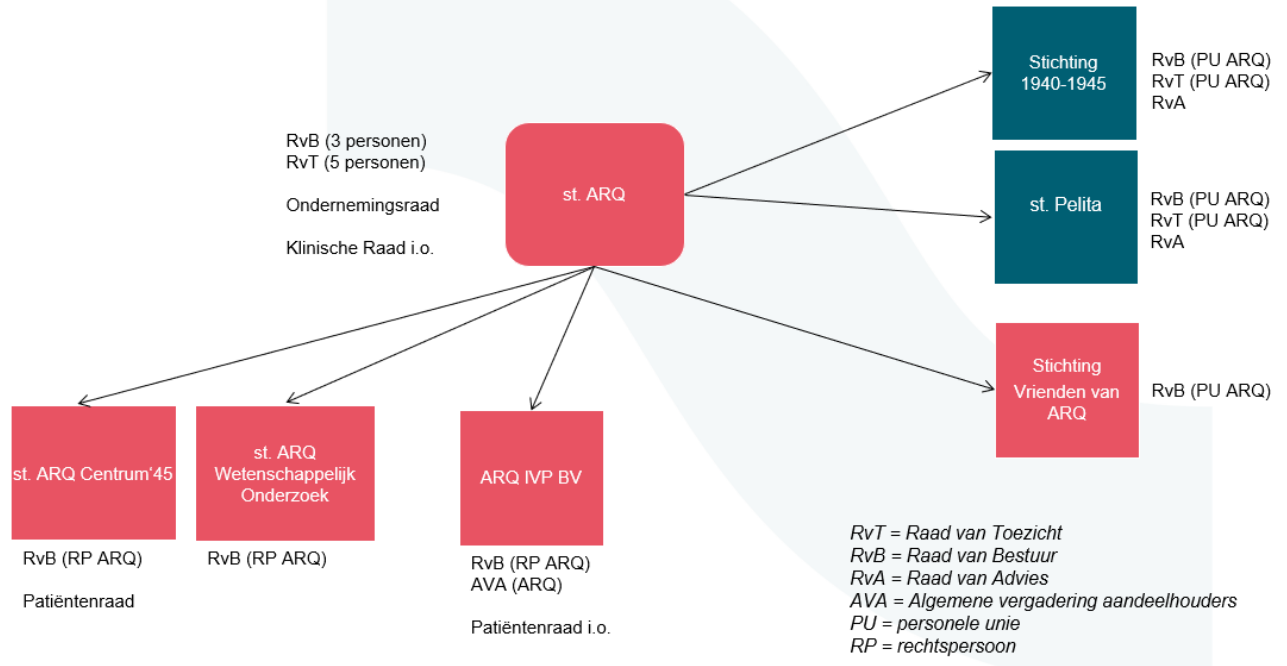 RvB (3 personen)
RvT (5 personen)
Ondernemingsraad
Klinische Raad i.o.
st. ARQ
Stichting
1940-1945
RvB (PU ARQ)
RvT (PU ARQ)
RvA
st. Pelita
RvB (PU ARQ)
RvT (PU ARQ)
RvA
Stichting
Vrienden van
ARQ
RvB (PU ARQ)
st. ARQ Centrum'45
RvB (RP ARQ)
Patiëntenraad
st. ARQ
Wetenschappelijk
Onderzoek
RvB (RP ARQ)
ARQ IVP BV
RvB (RP ARQ)
AVA (ARQ)
Patiëntenraad i.o.
RvT = Raad van Toezicht
RvB = Raad van Bestuur
RvA = Raad van Advies
AVA = Algemene vergadering aandeelhouders
PU = personele unie
RP = rechtspersoon